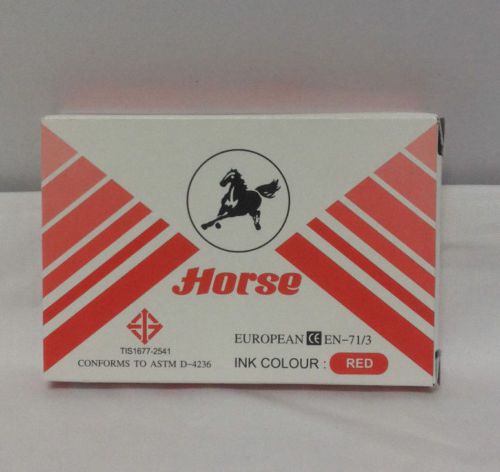 Horse
TIS1677-2541
CONFORMS TO ASTM D-4236
EUROPEAN CE EN-71/3
INK COLOUR : RED